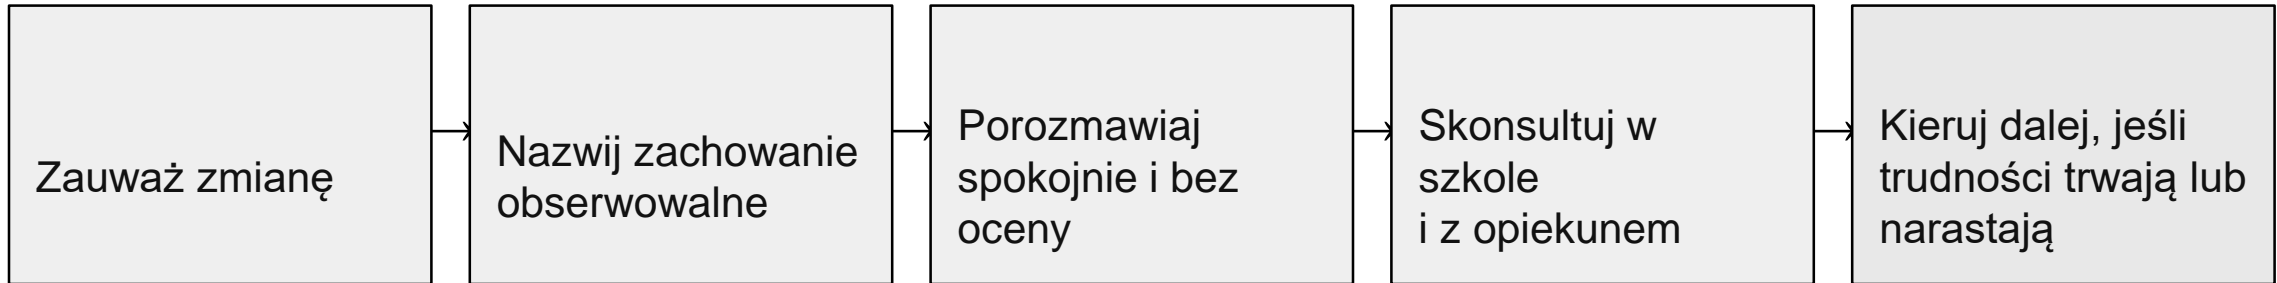 Zauważ zmianę
Nazwij zachowanie
obserwowalne
Porozmawiaj
spokojnie i bez
oceny
Skonsultuj w
szkole
i z opiekunem
Kieruj dalej, jeśli
trudności trwają lub
narastają